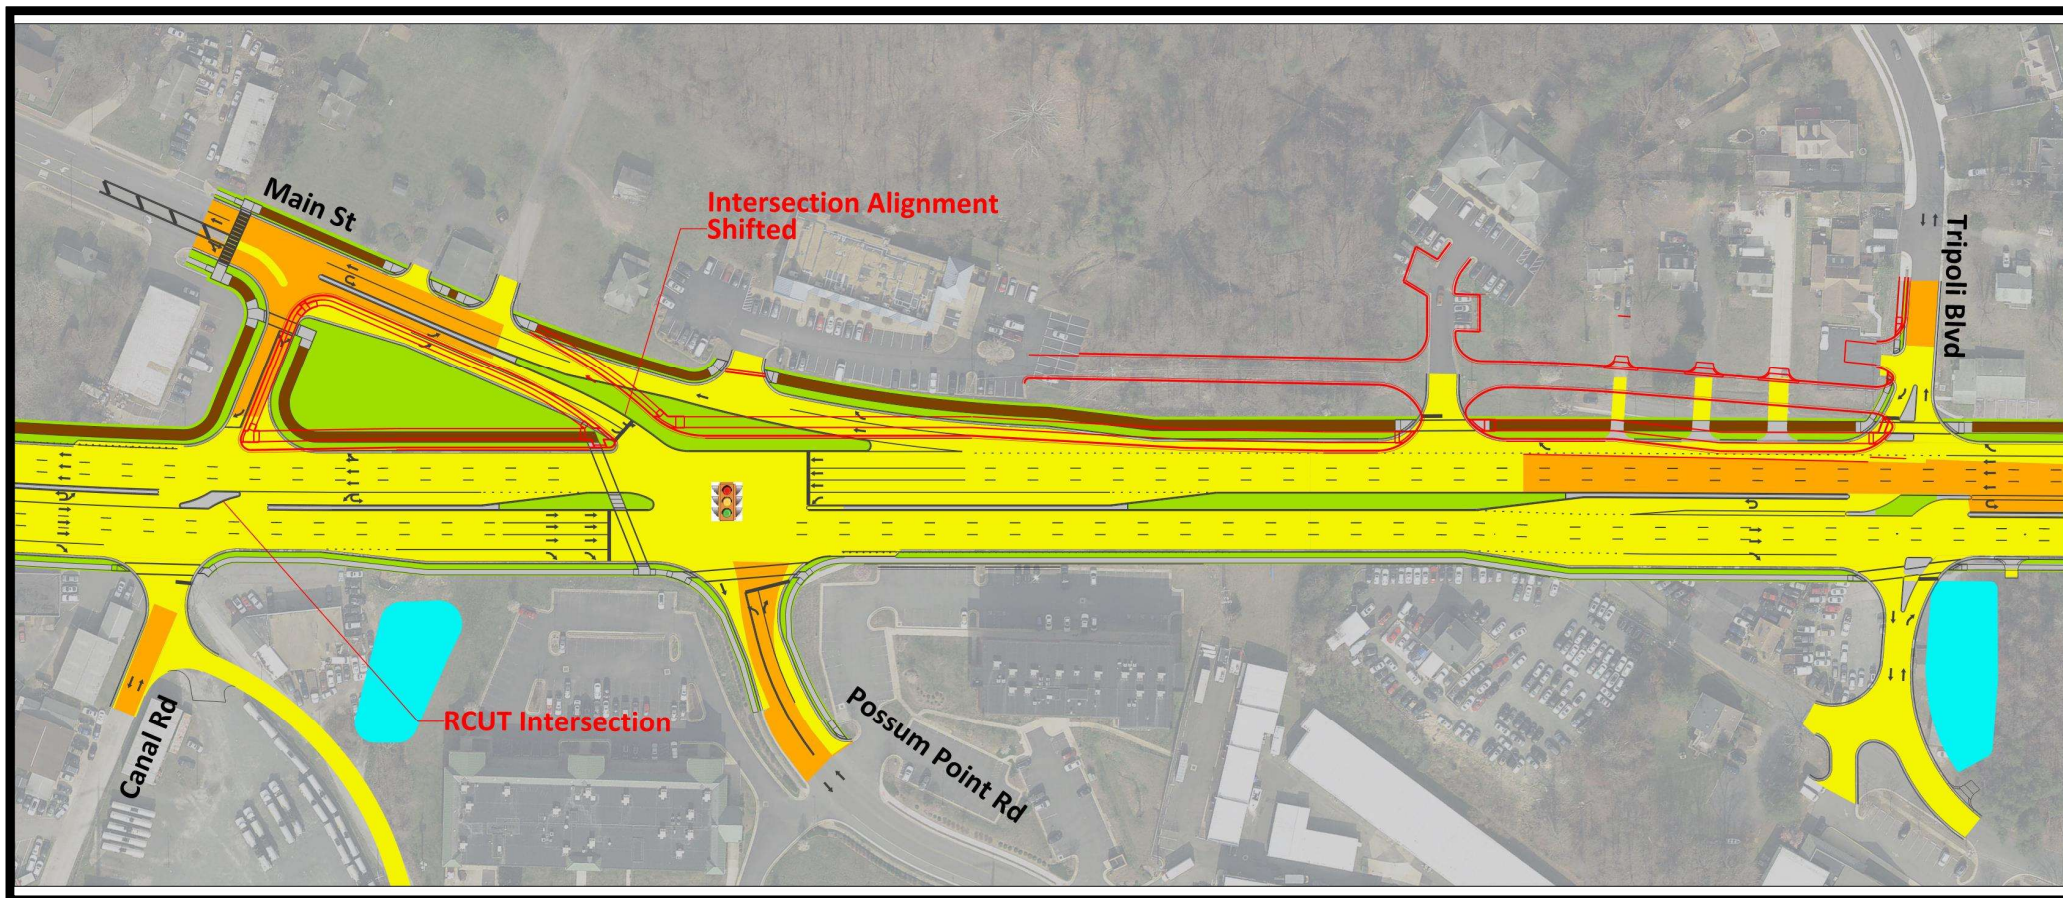 Main St
Intersection Alignment
Shifted
Tripoli Blvd
RCUT Intersection
Canal Rd
Possum Point Rd